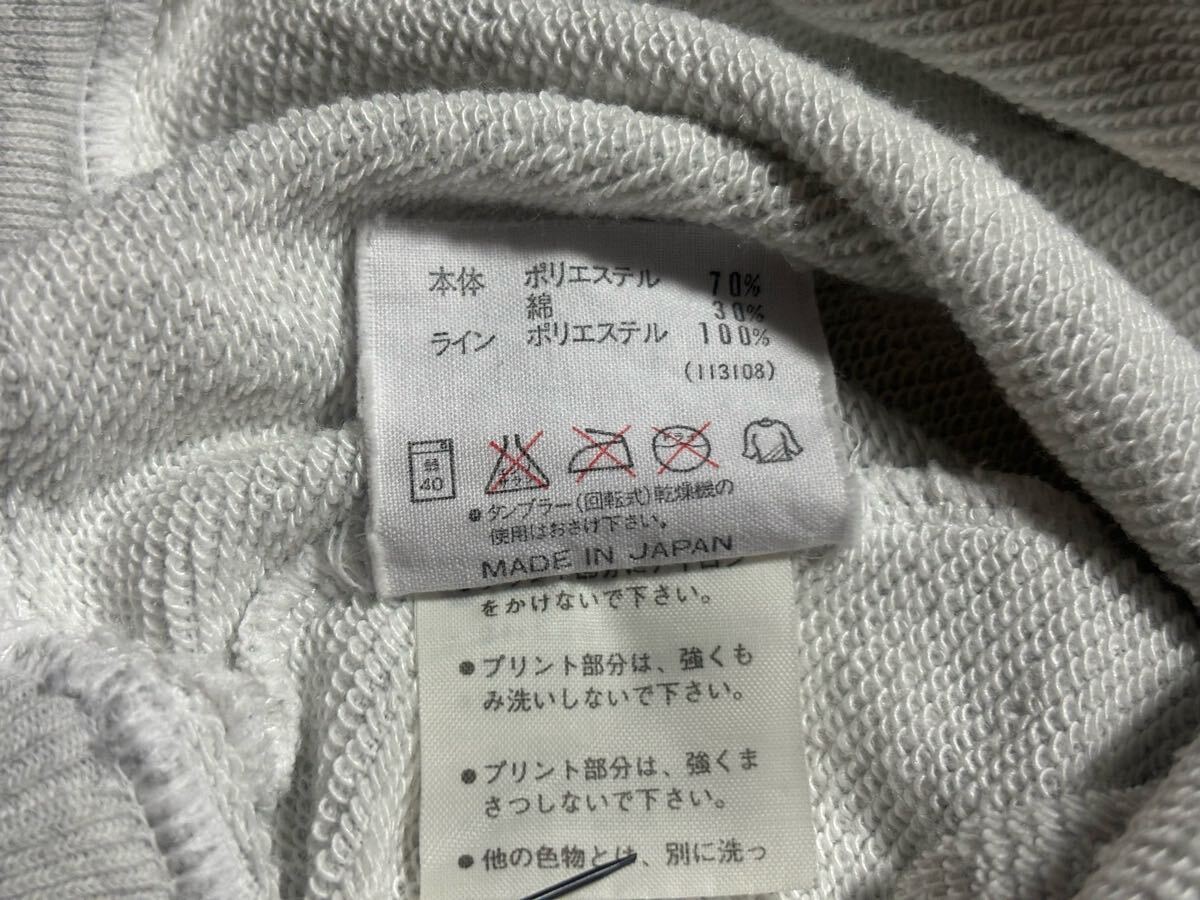 本体 ポリエステル 70%
綿 30%
ライン ポリエステル 100%
(113108)
弱
40
エンソ
●タンブラー(回転式)乾燥機の
使用はおさけ下さい。
MADE IN JAPAN
をかけないで下さい。
●プリント部分は、強くも
み洗いしないで下さい。
●プリント部分は、強くま
さつしないで下さい。
●他の色物とは、別に洗っ